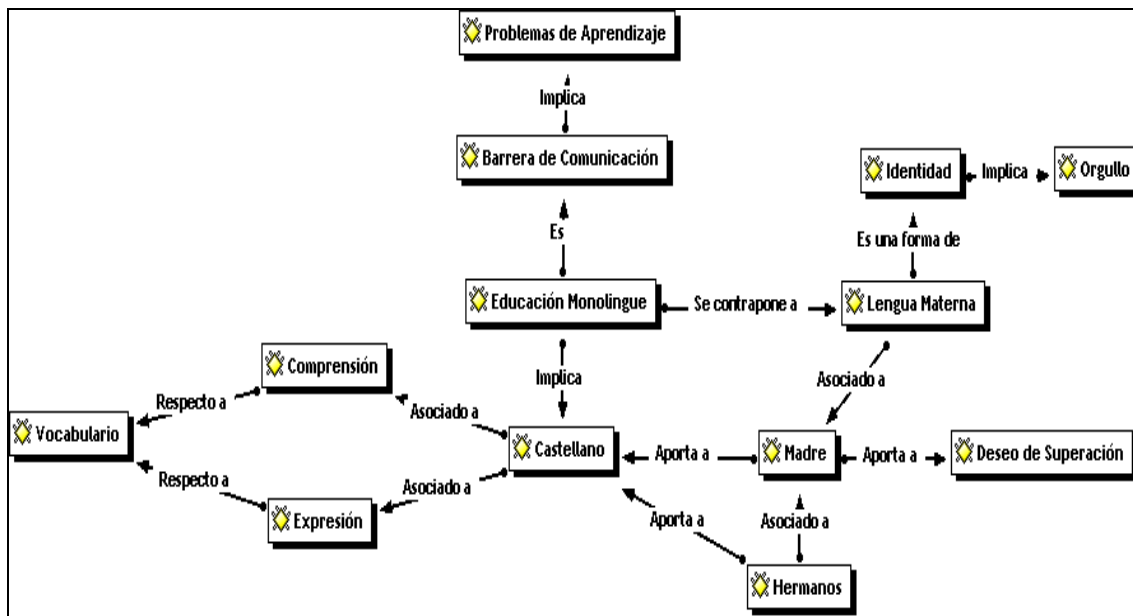 Problemas de Aprendizaje
Implica
Barrera de Comunicación
Identidad
Implica
Orgullo
Es
Es una forma de
Educación Monolingue
Se contrapone a
Lengua Materna
Comprensión
Implica
Asociado a
Respecto a
Asociado a
Vocabulario
Castellano
Aporta a
Madre
Aporta a
Deseo de Superación
Respecto a
Asociado a
Expresión
Aporta a
Asociado a
Hermanos